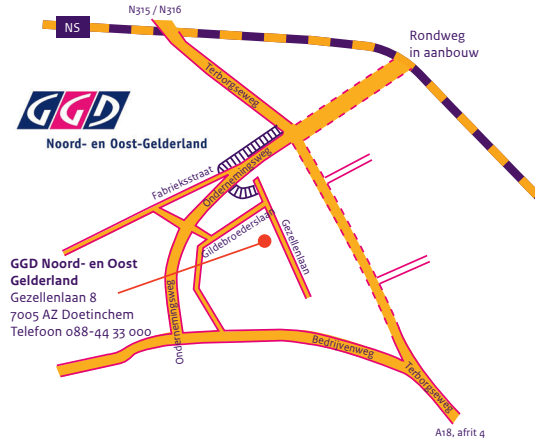 N315 / N316
NS
Rondweg
in aanbouw
Terborgseweg
GGD
Noord- en Oost-Gelderland
Fabrieksstraat
Ondernemingsweg
Gildebroederslaan
Gezellenlaan
GGD Noord- en Oost
Gelderland
Gezellenlaan 8
7005 AZ Doetinchem
Telefoon 088-44 33 000
Ondernemingsweg
Bedrijvenweg
Terborgseweg
A18, afrit 4